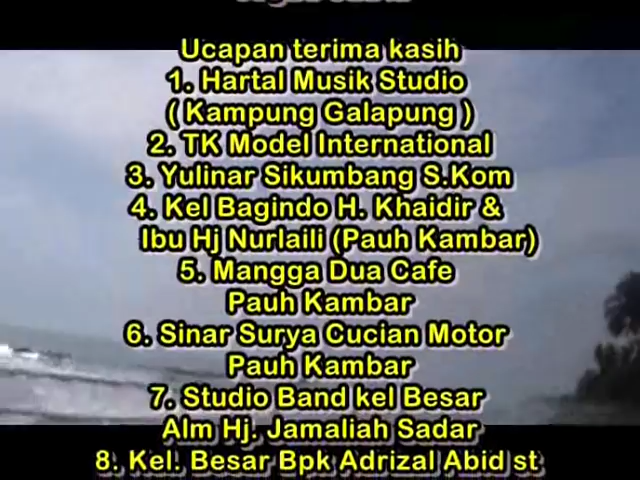 Ucapan terima kasih
1. Hartal Musik Studio
( Kampung Galapung )
2. TK Model International
3. Yulinar Sikumbang S.Kom
4. Kel Bagindo H. Khaidir &
Ibu Hj Nurlaili (Pauh Kambar)
5. Mangga Dua Cafe
Pauh Kambar
6. Sinar Surya Cucian Motor
Pauh Kambar
7. Studio Band kel Besar
Alm Hj. Jamaliah Sadar
8. Kel. Besar Bpk Adrizal Abid st